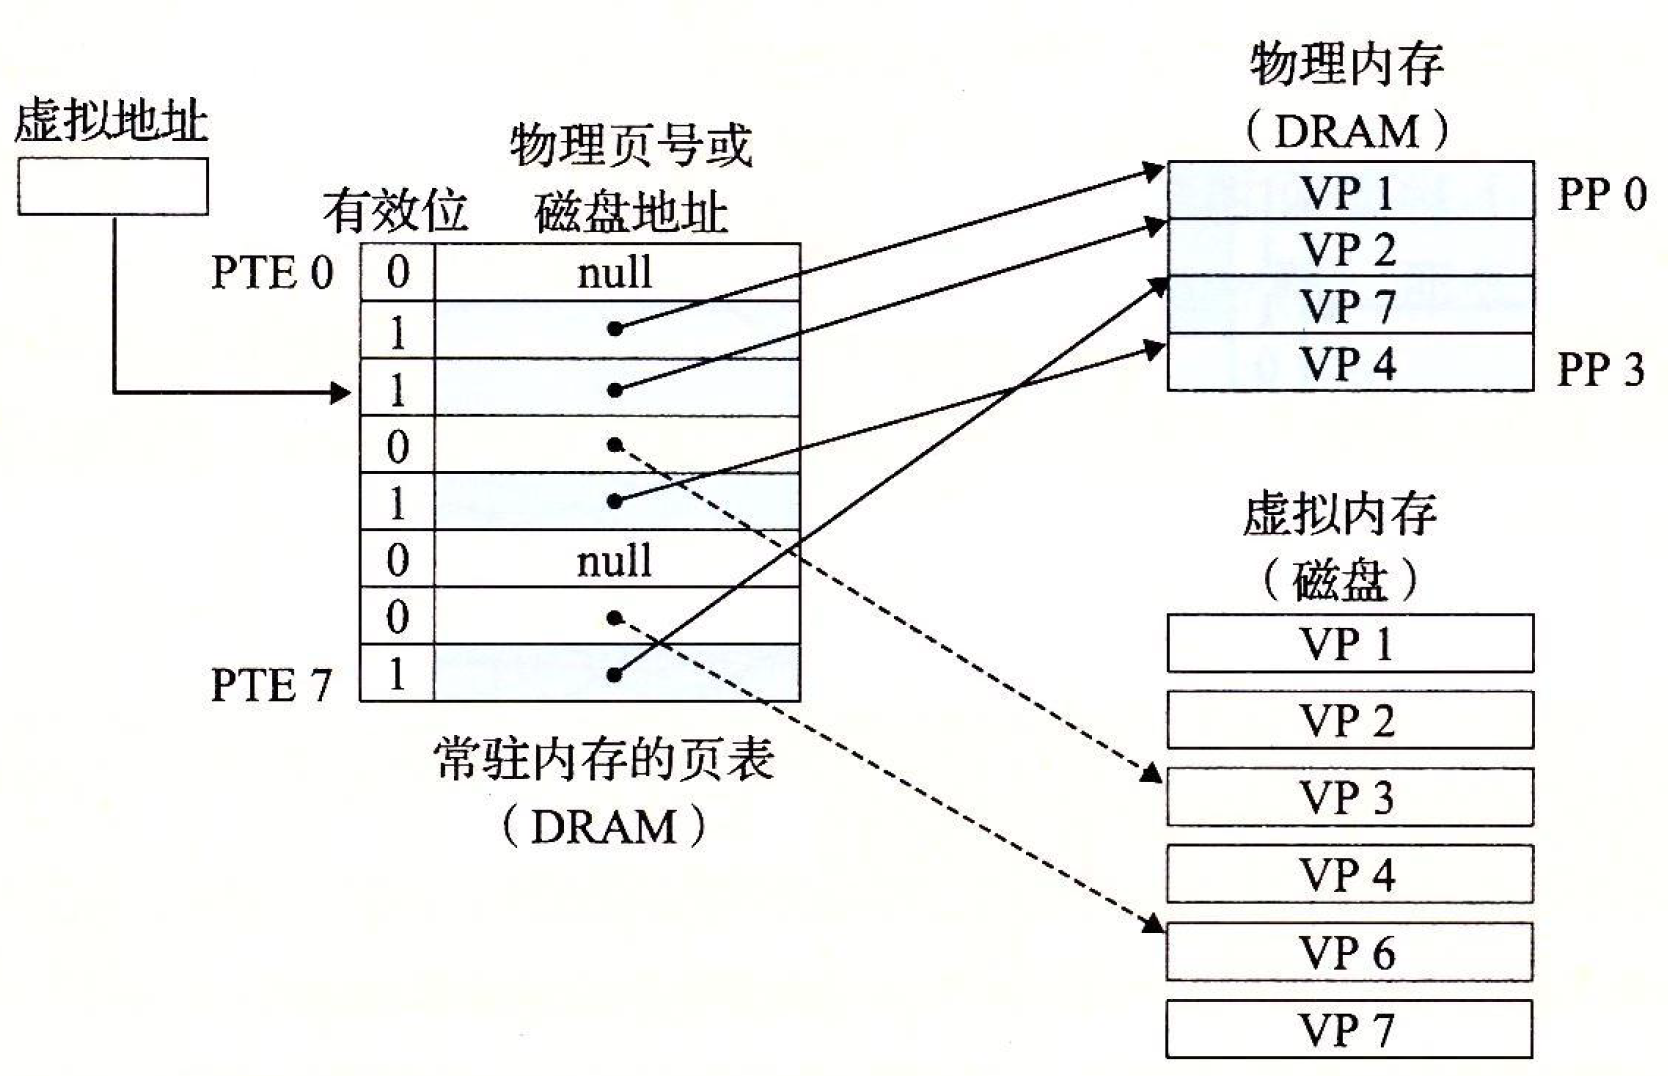 虚拟地址
物理页号或
磁盘地址
有效位
PTE 0
0
null
1
1
0
1
0
null
0
PTE 7
1
常驻内存的页表
（DRAM）
物理内存
（DRAM）
VP 1
PP 0
VP 2
VP 7
VP 4
PP 3
虚拟内存
（磁盘）
VP 1
VP 2
VP 3
VP 4
VP 6
VP 7